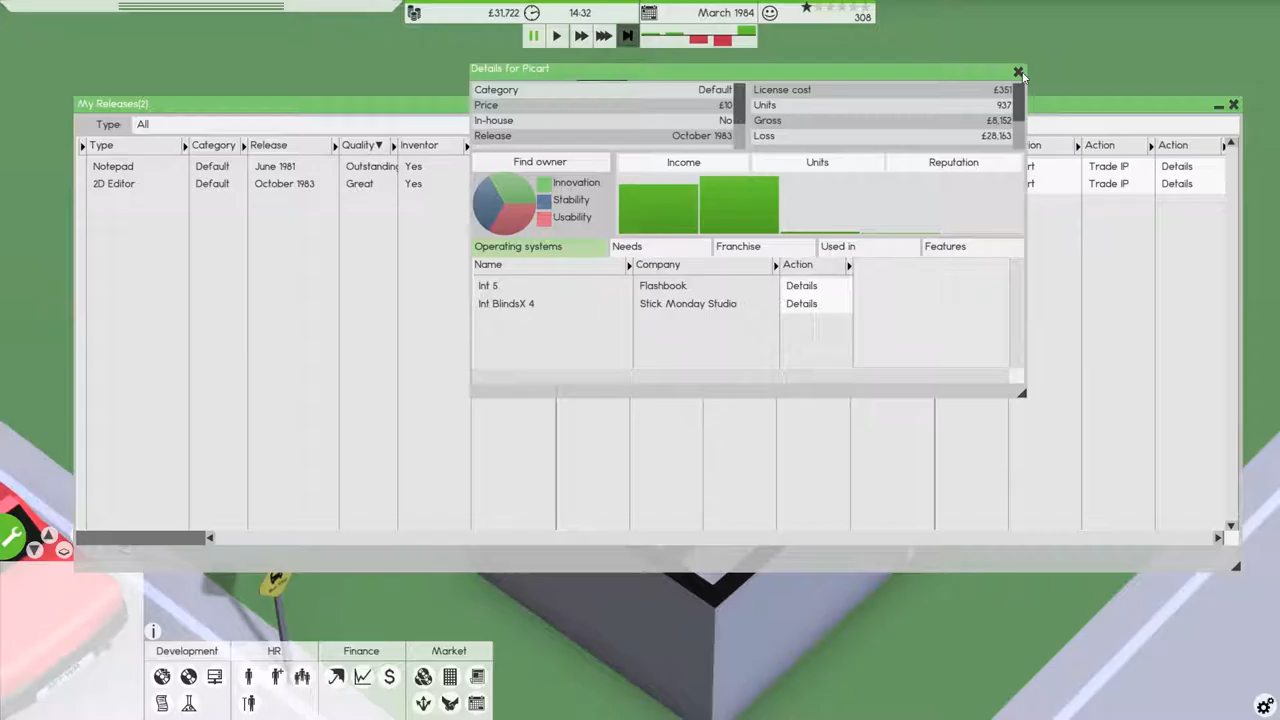 £31,722 14:32 March 1984 308
Details for Picart
Category Default License cost £351
Price £10 Units 937
In-house No Gross £8,152
Release October 1983 Loss £28,163
My Releases(2)
Type: All
Type Category Release Quality▼ Inventor Action Action
Find owner Income Units Reputation
Notepad Default June 1981 Outstanding Yes Trade IP Details
2D Editor Default October 1983 Great Yes Trade IP Details
Innovation
Stability
Usability
Operating systems Needs Franchise Used in Features
Name Company Action
Int 5 Flashbook Details
Int BlindsX 4 Stick Monday Studio Details
Development HR Finance Market